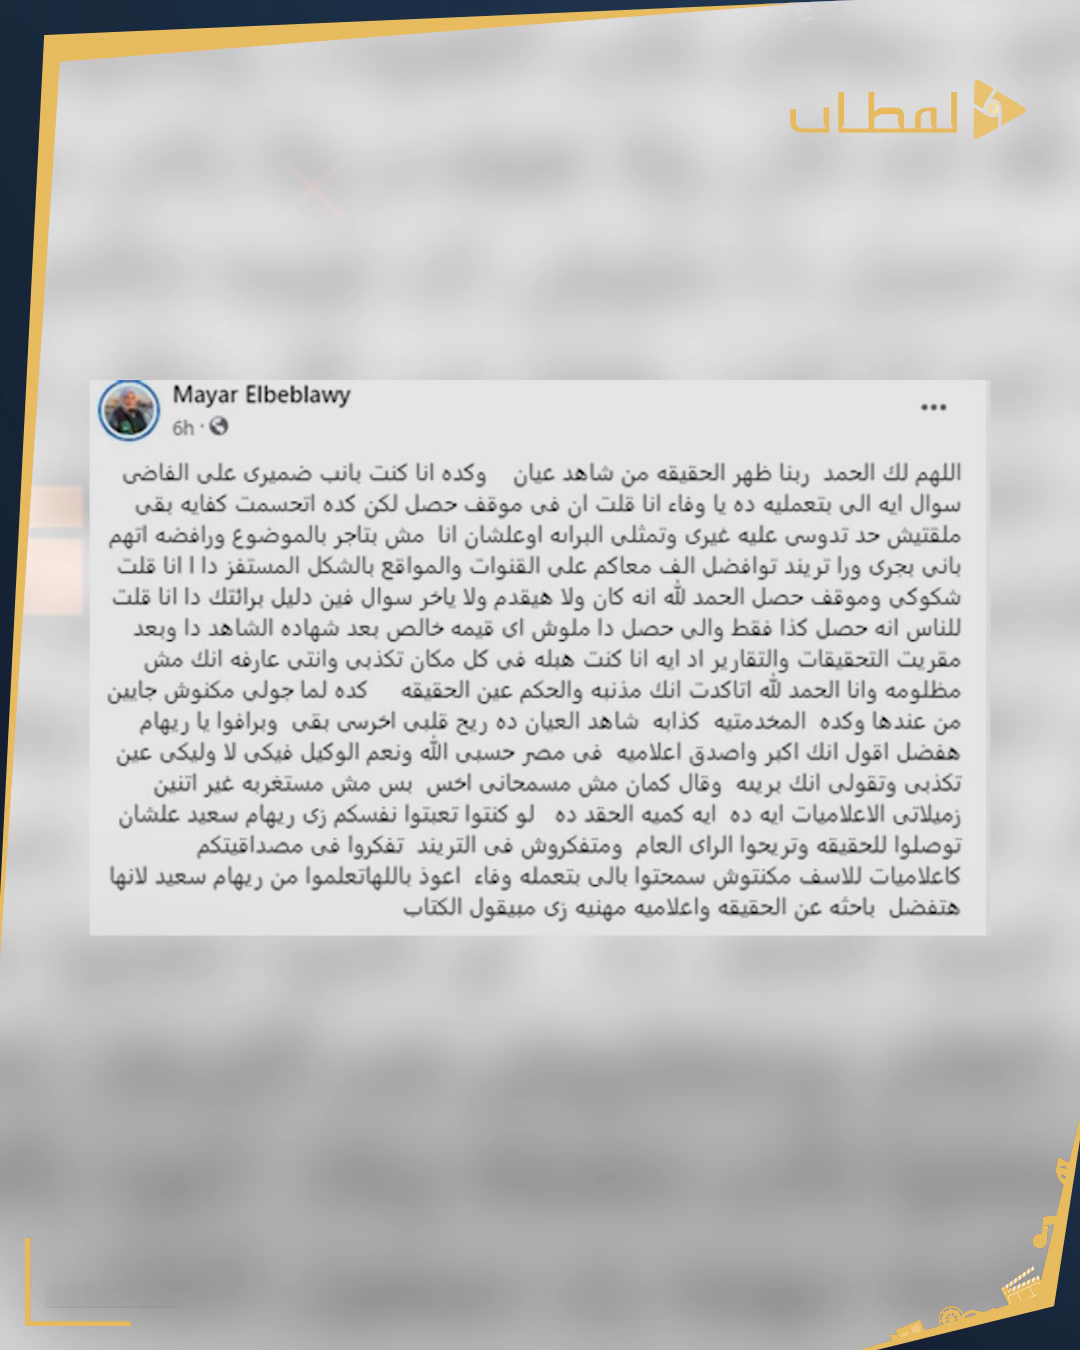 لقطات
Mayar Elbeblawy
6h ·
اللهم لك الحمد ربنا ظهر الحقيقه من شاهد عيان وكده انا كنت بانب ضميرى على الفاضى
سوال ايه الى بتعمليه ده يا وفاء انا قلت ان فى موقف حصل لكن كده اتحسمت كفايه بقى
ملقتيش حد تدوسى عليه غيرى وتمثلى البراىه اوعلشان انا مش بتاجر بالموضوع ورافضه اتهم
بانى بجرى ورا تريند توافضل الف معاكم على القنوات والمواقع بالشكل المستفز دا ا انا قلت
شكوكى وموقف حصل الحمد لله انه كان ولا هيقدم ولا ياخر سوال فين دليل برائتك دا انا قلت
للناس انه حصل كذا فقط والى حصل دا ملوش اى قيمه خالص بعد شهاده الشاهد دا وبعد
مقريت التحقيقات والتقارير اد ايه انا كنت هبله فى كل مكان تكذبى وانتى عارفه انك مش
مظلومه وانا الحمد لله اتاكدت انك مذنبه والحكم عين الحقيقه كده لما جولى مكنوش جايين
من عندها وكده المخدمتيه كذابه شاهد العيان ده ريح قلبى اخرسى بقى وبرافوا يا ريهام
هفضل اقول انك اكبر واصدق اعلاميه فى مصر حسبى الله ونعم الوكيل فيكى لا وليكى عين
تكذبى وتقولى انك بريىه وقال كمان مش مسمحانى اخس بس مش مستغربه غير اتنين
زميلاتى الاعلاميات ايه ده ايه كميه الحقد ده لو كنتوا تعبتوا نفسكم زى ريهام سعيد علشان
توصلوا للحقيقه وتريحوا الراى العام ومتفكروش فى التريند تفكروا فى مصداقيتكم
كاعلاميات للاسف مكنتوش سمحتوا بالى بتعمله وفاء اعوذ باللهاتعلموا من ريهام سعيد لانها
هتفضل باحثه عن الحقيقه واعلاميه مهنيه زى مبيقول الكتاب